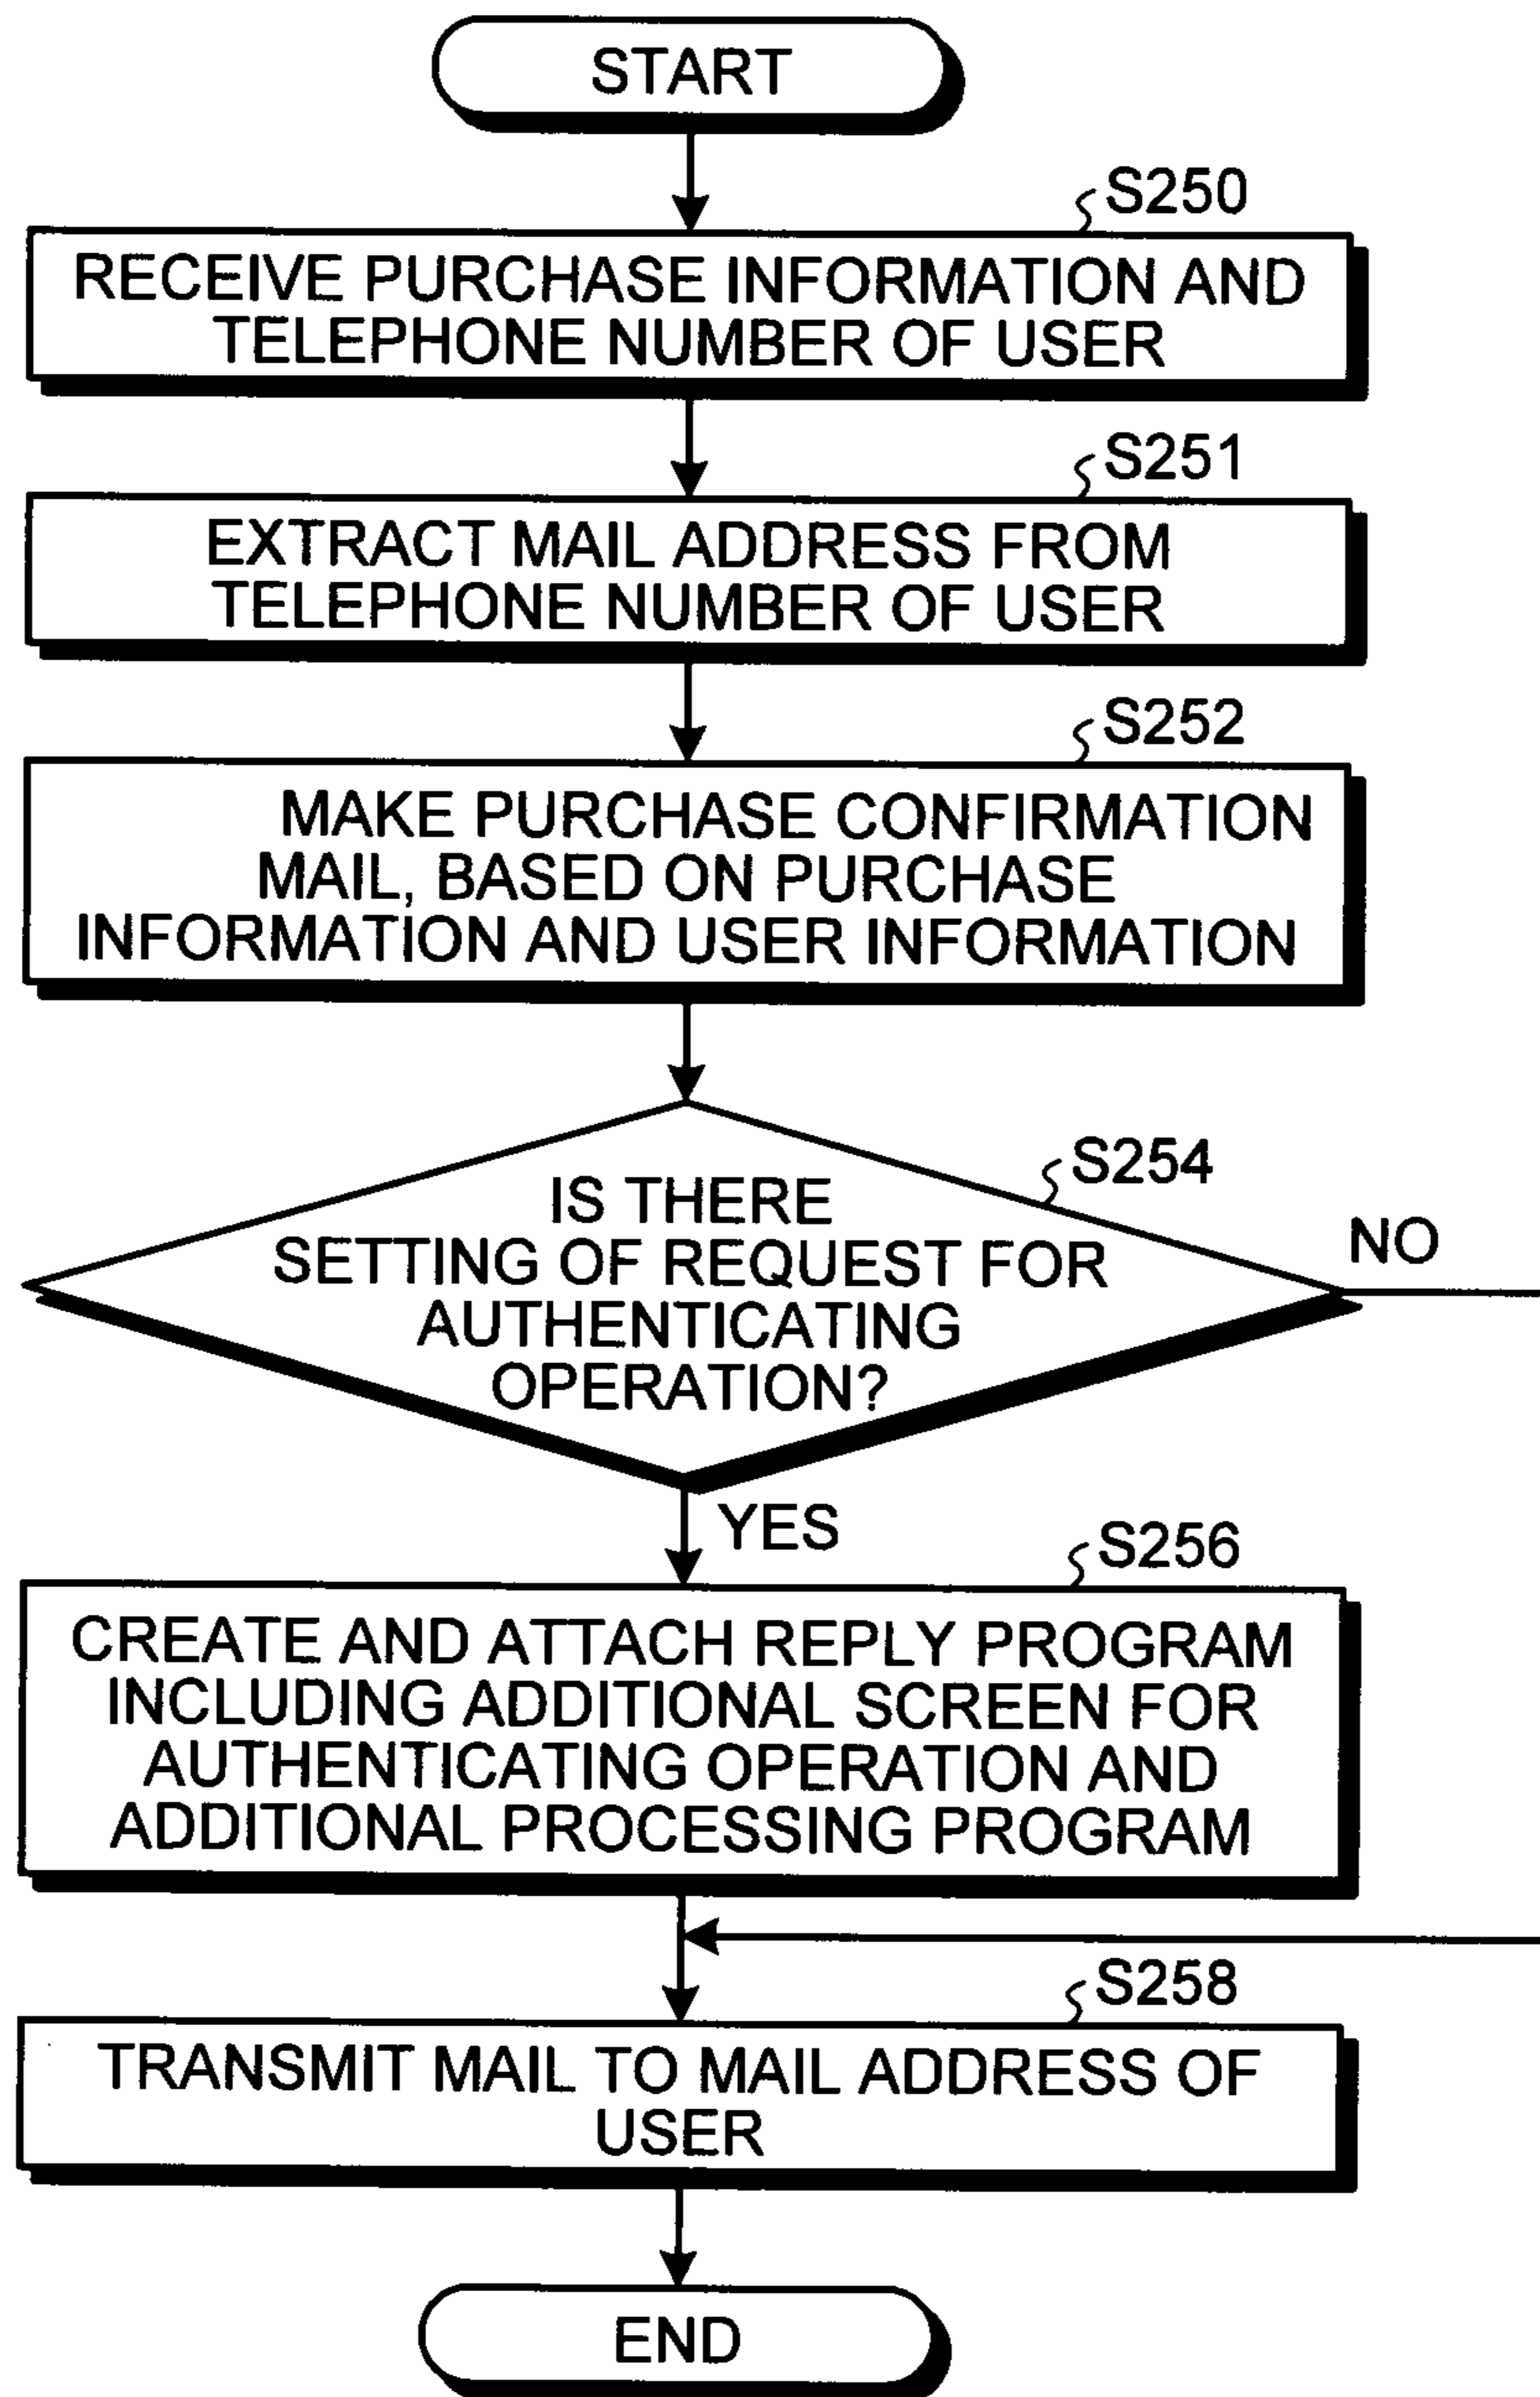 START
S250
RECEIVE PURCHASE INFORMATION AND
TELEPHONE NUMBER OF USER
S251
EXTRACT MAIL ADDRESS FROM
TELEPHONE NUMBER OF USER
S252
MAKE PURCHASE CONFIRMATION
MAIL, BASED ON PURCHASE
INFORMATION AND USER INFORMATION
S254
IS THERE
SETTING OF REQUEST FOR
AUTHENTICATING
OPERATION?
NO
YES
S256
CREATE AND ATTACH REPLY PROGRAM
INCLUDING ADDITIONAL SCREEN FOR
AUTHENTICATING OPERATION AND
ADDITIONAL PROCESSING PROGRAM
S258
TRANSMIT MAIL TO MAIL ADDRESS OF
USER
END